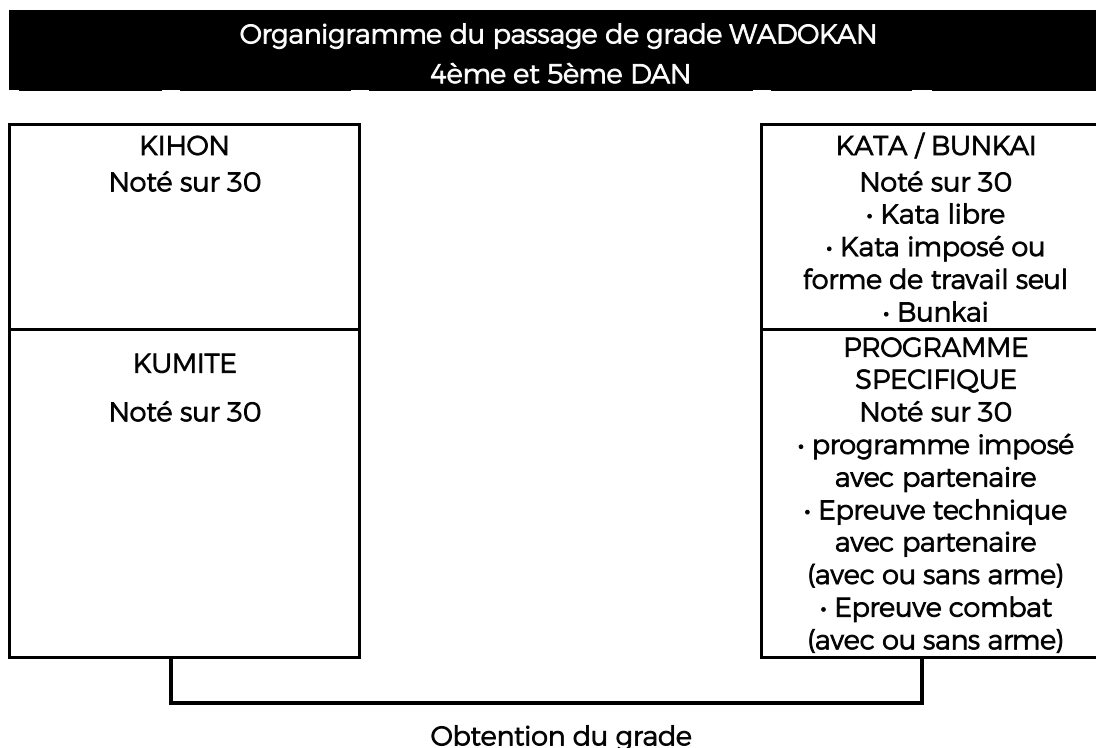 Organigramme du passage de grade WADOKAN
4ème et 5ème DAN
KIHON
Noté sur 30
KUMITE
Noté sur 30
KATA / BUNKAI
Noté sur 30
• Kata libre
• Kata imposé ou
forme de travail seul
• Bunkai
PROGRAMME
SPECIFIQUE
Noté sur 30
• programme imposé
avec partenaire
• Epreuve technique
avec partenaire
(avec ou sans arme)
• Epreuve combat
(avec ou sans arme)
Obtention du grade